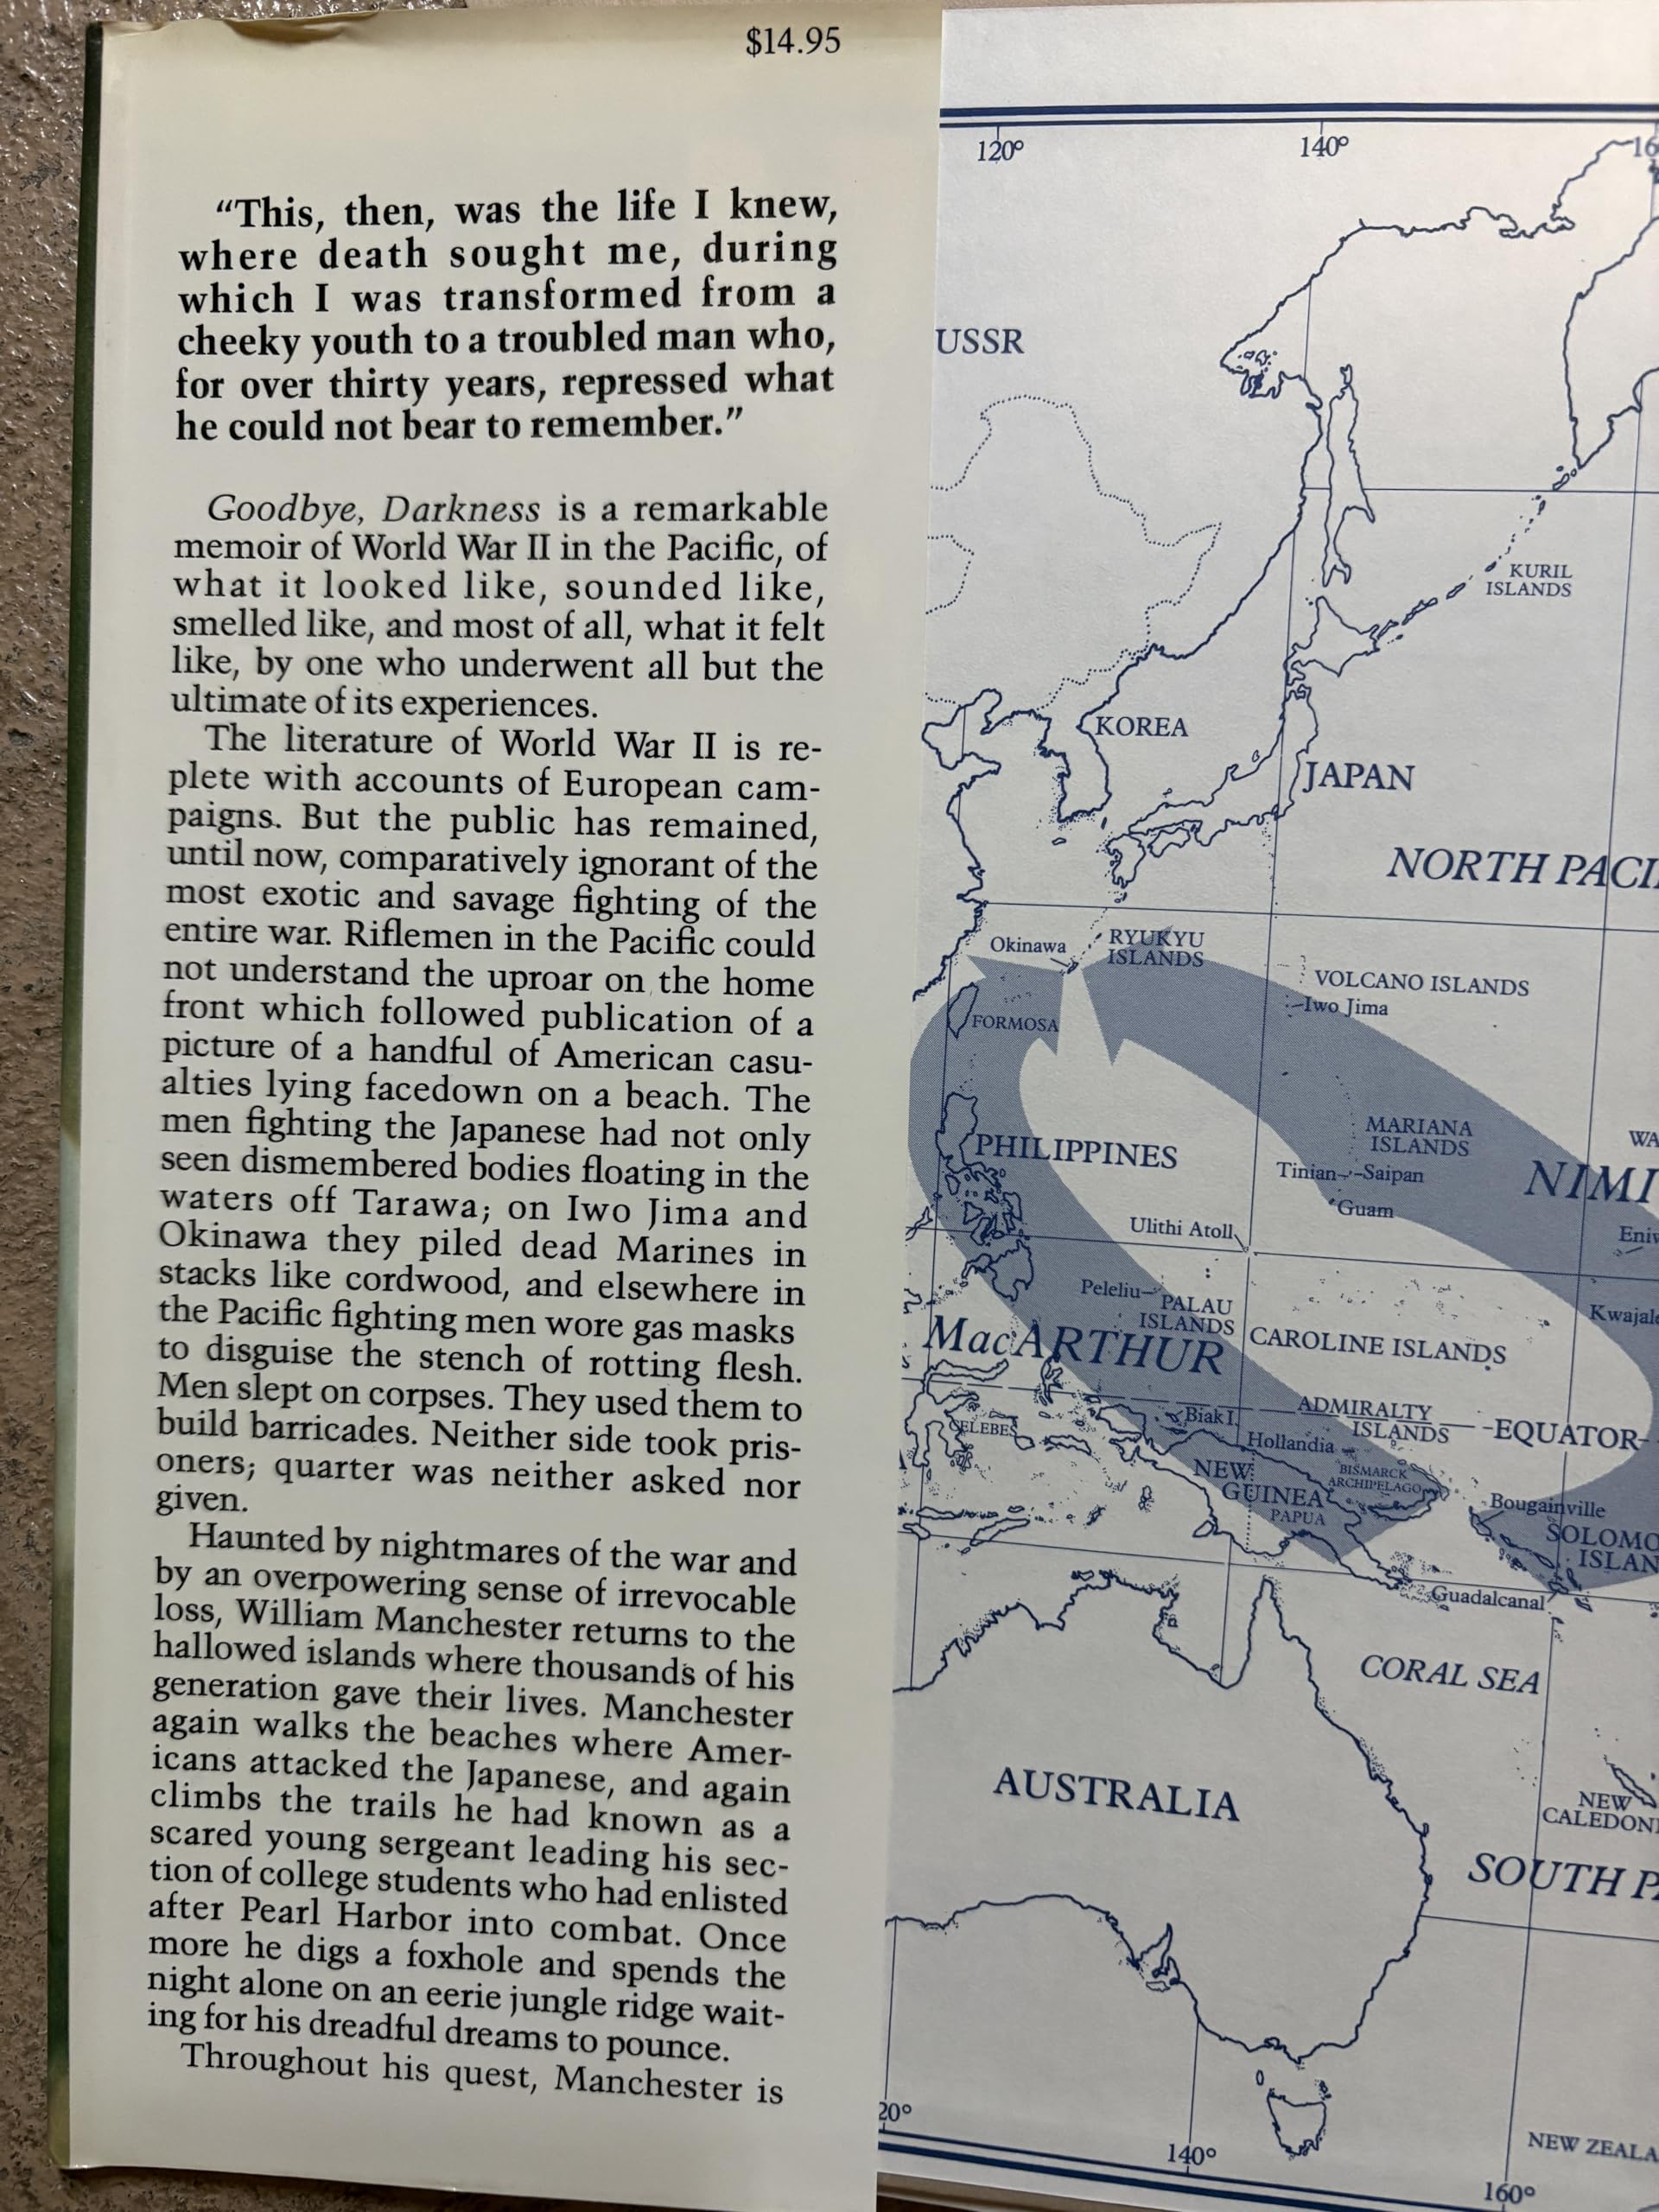 $14.95
“This, then, was the life I knew,
where death sought me, during
which I was transformed from a
cheeky youth to a troubled man who,
for over thirty years, repressed what
he could not bear to remember.”
Goodbye, Darkness is a remarkable
memoir of World War II in the Pacific, of
what it looked like, sounded like,
smelled like, and most of all, what it felt
like, by one who underwent all but the
ultimate of its experiences.
The literature of World War II is re-
plete with accounts of European cam-
paigns. But the public has remained,
until now, comparatively ignorant of the
most exotic and savage fighting of the
entire war. Riflemen in the Pacific could
not understand the uproar on the home
front which followed publication of a
picture of a handful of American casu-
alties lying facedown on a beach. The
men fighting the Japanese had not only
seen dismembered bodies floating in the
waters off Tarawa; on Iwo Jima and
Okinawa they piled dead Marines in
stacks like cordwood, and elsewhere in
the Pacific fighting men wore gas masks
to disguise the stench of rotting flesh.
Men slept on corpses. They used them to
build barricades. Neither side took pris-
oners; quarter was neither asked nor
given.
Haunted by nightmares of the war and
by an overpowering sense of irrevocable
loss, William Manchester returns to the
hallowed islands where thousands of his
generation gave their lives. Manchester
again walks the beaches where Amer-
icans attacked the Japanese, and again
climbs the trails he had known as a
scared young sergeant leading his sec-
tion of college students who had enlisted
after Pearl Harbor into combat. Once
more he digs a foxhole and spends the
night alone on an eerie jungle ridge wait-
ing for his dreadful dreams to pounce.
Throughout his quest, Manchester is
120°
140°
16
USSR
KURIL
ISLANDS
KOREA
JAPAN
NORTH PACI
Okinawa
RYUKYU
ISLANDS
VOLCANO ISLANDS
Iwo Jima
FORMOSA
MARIANA
ISLANDS
WA
PHILIPPINES
Tinian
Saipan
NIMI
Guam
Ulithi Atoll
Eniw
Peleliu
PALAU
ISLANDS
Kwajale
MacARTHUR
CAROLINE ISLANDS
ADMIRALTY
ISLANDS
Biak I.
EQUATOR
CELEBES
Hollandia
NEW
GUINEA
BISMARCK
ARCHIPELAGO
PAPUA
Bougainville
SOLOMO
ISLAN
Guadalcanal
CORAL SEA
AUSTRALIA
NEW
CALEDON
SOUTH P
20°
140°
NEW ZEALA
160°